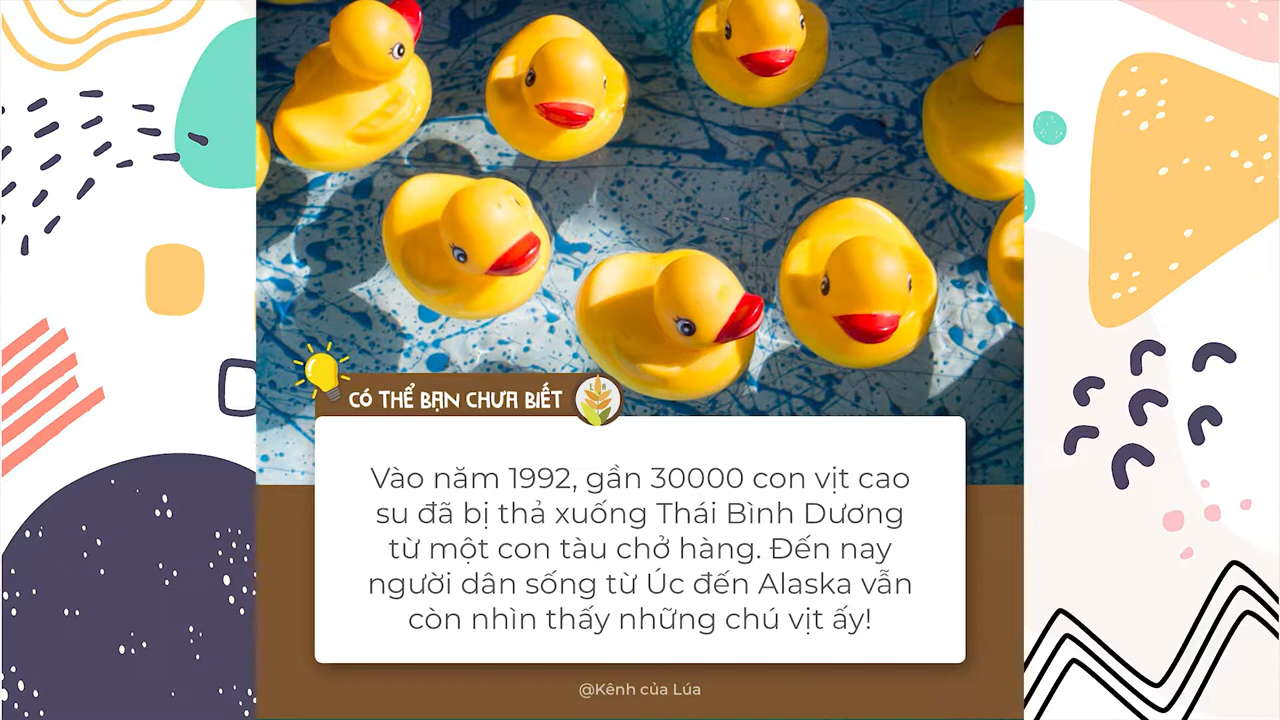 CÓ THỂ BẠN CHƯA BIẾT
Vào năm 1992, gần 30000 con vịt cao
su đã bị thả xuống Thái Bình Dương
từ một con tàu chở hàng. Đến nay
người dân sống từ Úc đến Alaska vẫn
còn nhìn thấy những chú vịt ấy!
@Kênh của Lúa